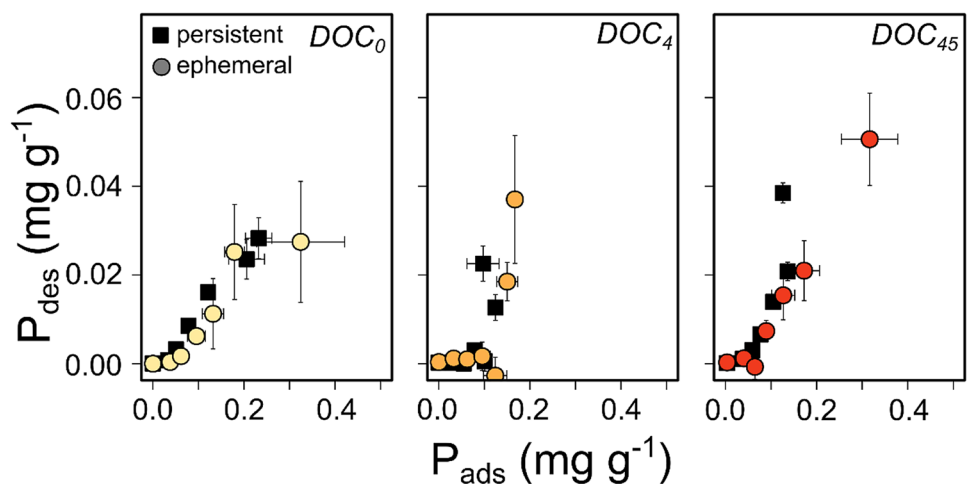 DOC0 DOC4 DOC45
persistent
ephemeral
Pdes (mg g-1)
0.06
0.04
0.02
0.00
0.0 0.2 0.4 0.0 0.2 0.4 0.0 0.2 0.4
Pads (mg g-1)